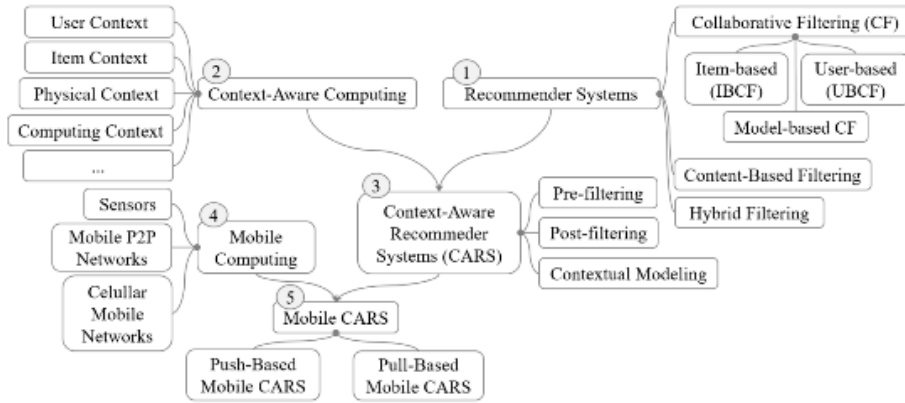 User Context
Item Context
Physical Context
Computing Context
...
2
Context-Aware Computing
1
Recommender Systems
Collaborative Filtering (CF)
Item-based
(IBCF)
User-based
(UBCF)
Model-based CF
Content-Based Filtering
Hybrid Filtering
3
Context-Aware
Recommeder
Systems (CARS)
Pre-filtering
Post-filtering
Contextual Modeling
Sensors
Mobile P2P
Networks
Celullar
Mobile
Networks
4
Mobile
Computing
5
Mobile CARS
Push-Based
Mobile CARS
Pull-Based
Mobile CARS